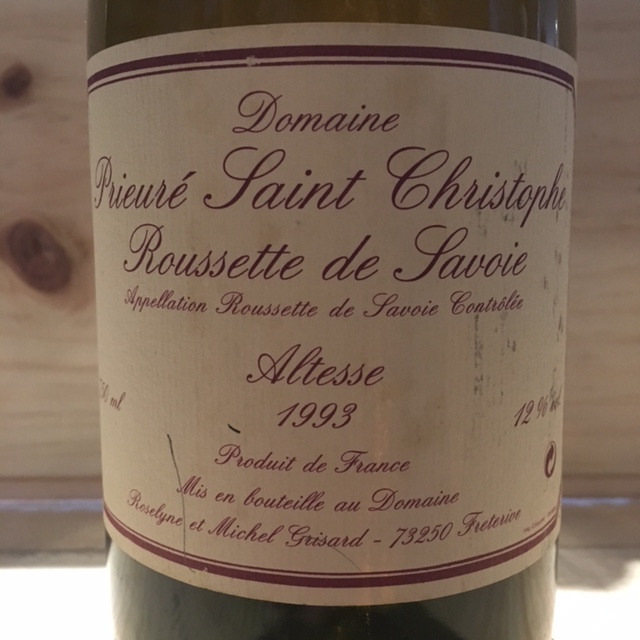 Domaine
Prieuré Saint Christophe
Roussette de Savoie
Appellation Roussette de Savoie Contrôlée
Altesse
1993
ml
12 %
Produit de France
Mis en bouteille au Domaine
Roselyne et Michel Grisard - 73250 Freterive